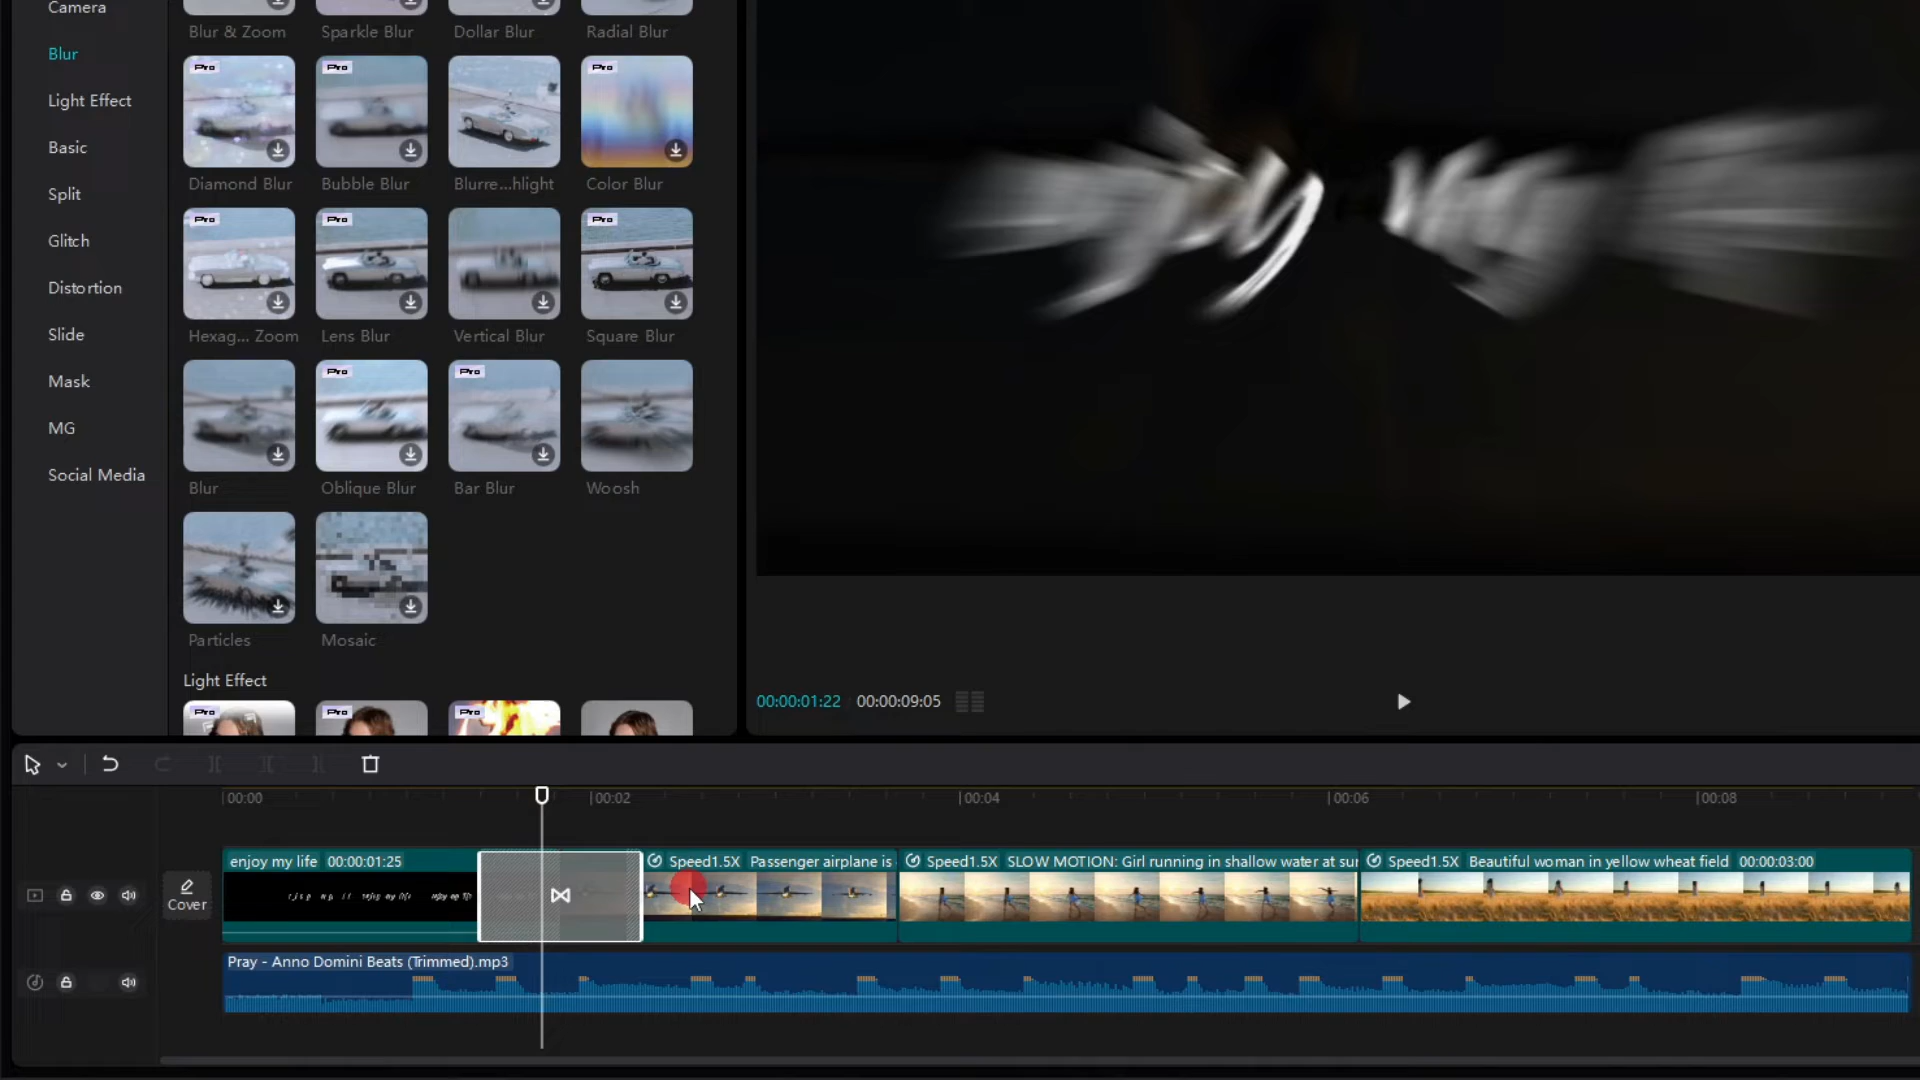 Camera
Blur
Light Effect
Basic
Split
Glitch
Distortion
Slide
Mask
MG
Social Media
Blur & Zoom
Sparkle Blur
Dollar Blur
Radial Blur
Pro
Pro
Pro
Diamond Blur
Bubble Blur
Blurre...hlight
Color Blur
Pro
Pro
Hexag... Zoom
Lens Blur
Vertical Blur
Square Blur
Pro
Pro
Blur
Oblique Blur
Bar Blur
Woosh
Particles
Mosaic
Light Effect
Pro
Pro
Pro
00:00:01:22
00:00:09:05
00:00
00:02
00:04
00:06
00:08
Cover
enjoy my life 00:00:01:25
Speed1.5X Passenger airplane is
Speed1.5X SLOW MOTION: Girl running in shallow water at sur
Speed1.5X Beautiful woman in yellow wheat field 00:00:03:00
Pray - Anno Domini Beats (Trimmed).mp3